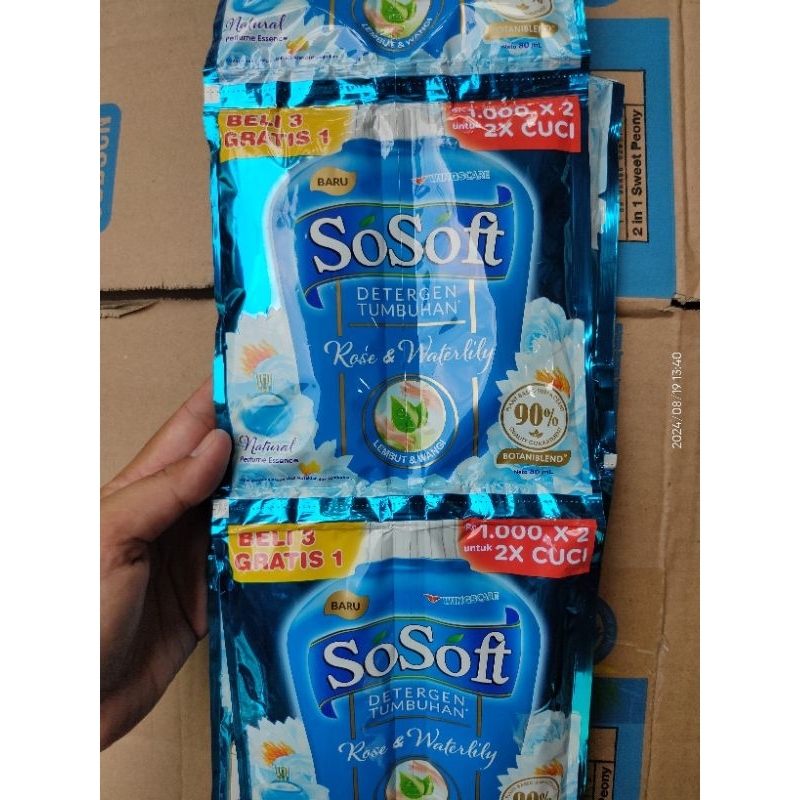 Natural
Perfume Essence
LEMBUT & WANGI
BOTANIBLEND*
Neto 80 mL
BELI 3
GRATIS 1
1.000, X 2
untuk 2X CUCI
BARU
WINGSCARE
SoSoft
DETERGEN
TUMBUHAN*
Rose & Waterlily
Natural
Perfume Essence
LEMBUT & WANGI
90%
BOTANIBLEND*
Neto 80 mL
BELI 3
GRATIS 1
Rp1.000, X 2
untuk 2X CUCI
BARU
WINGSCARE
SoSoft
DETERGEN
TUMBUHAN*
Rose & Waterlily
90%
2 in 1 Sweet Peony
2024/08/19 13:40
Peony